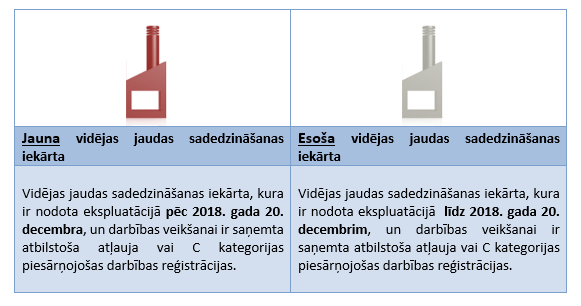 Jauna vidējas jaudas sadedzināšanas
iekārta
Esoša vidējas jaudas sadedzināšanas
iekārta
Vidējas jaudas sadedzināšanas iekārta, kura
ir nodota ekspluatācijā pēc 2018. gada 20.
decembra, un darbības veikšanai ir saņemta
atbilstoša atļauja vai C kategorijas
piesārņojošas darbības reģistrācijas.
Vidējas jaudas sadedzināšanas iekārta, kura
ir nodota ekspluatācijā līdz 2018. gada 20.
decembrim, un darbības veikšanai ir
saņemta atbilstoša atļauja vai C kategorijas
piesārņojošas darbības reģistrācijas.